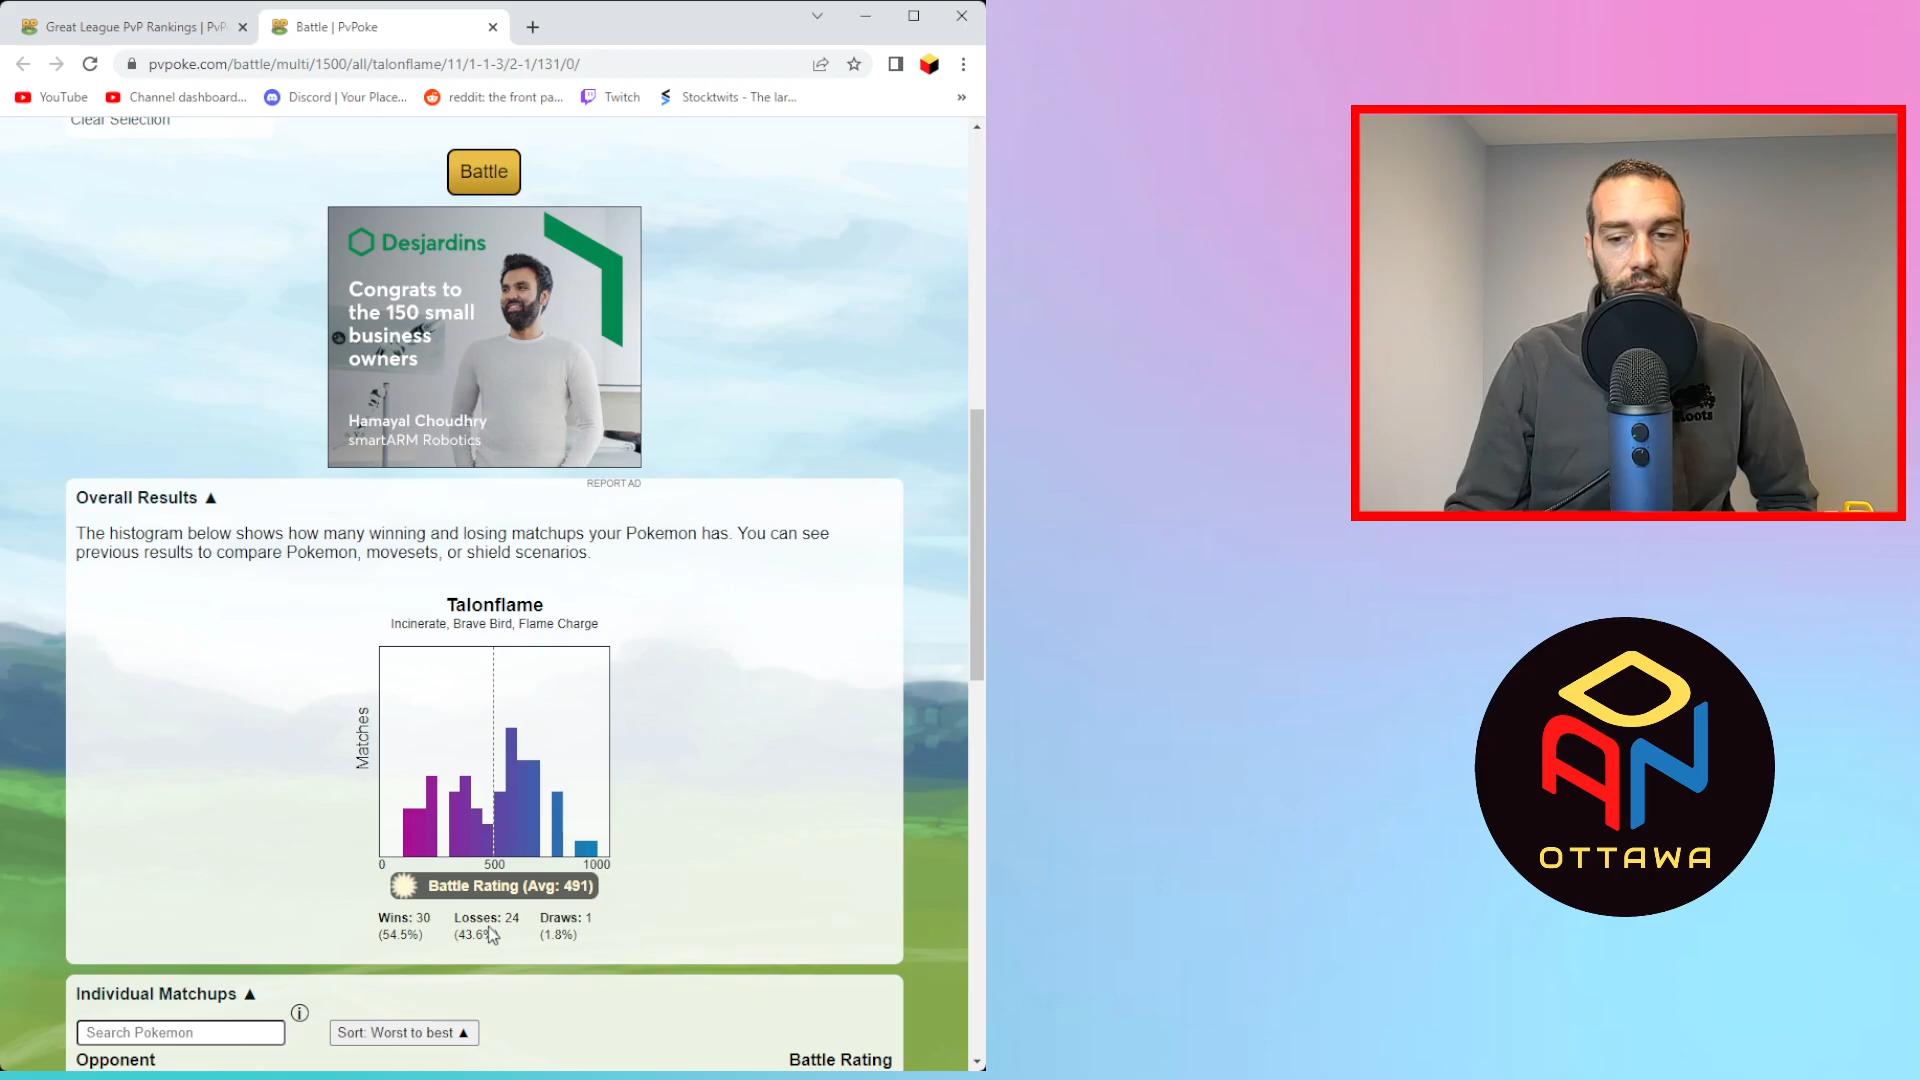 Great League PvP Rankings | PvP
Battle | PvPoke
pvpoke.com/battle/multi/1500/all/talonflame/11/1-1-3/2-1/131/0/
YouTube
Channel dashboard...
Discord | Your Place...
reddit: the front pa...
Twitch
Stocktwits - The lar...
Clear Selection
Battle
Desjardins
Congrats to
the 150 small
business
owners
Hamayal Choudhry
smartARM Robotics
REPORT AD
Overall Results ▲
The histogram below shows how many winning and losing matchups your Pokemon has. You can see
previous results to compare Pokemon, movesets, or shield scenarios.
Talonflame
Incinerate, Brave Bird, Flame Charge
Matches
0 500 1000
Battle Rating (Avg: 491)
Wins: 30 Losses: 24 Draws: 1
(54.5%) (43.6%) (1.8%)
Individual Matchups ▲
Search Pokemon
Sort: Worst to best ▲
Opponent Battle Rating
Roots
DAN
OTTAWA